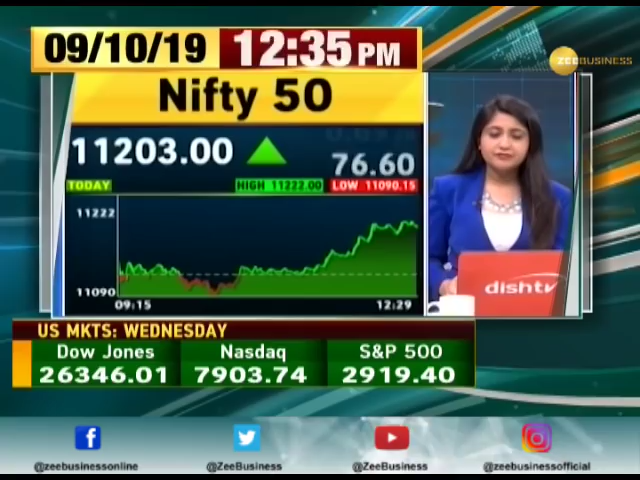 09/10/19 12:35 PM
ZEEBUSINESS
Nifty 50
11203.00
76.60
TODAY
HIGH 11222.00
LOW 11090.15
11222
11090
09:15
12:29
dishtv
US MKTS: WEDNESDAY
Dow Jones
26346.01
Nasdaq
7903.74
S&P 500
2919.40
@zeebusinessonline
@ZeeBusiness
@ZeeBusiness
@zeebusinessofficial